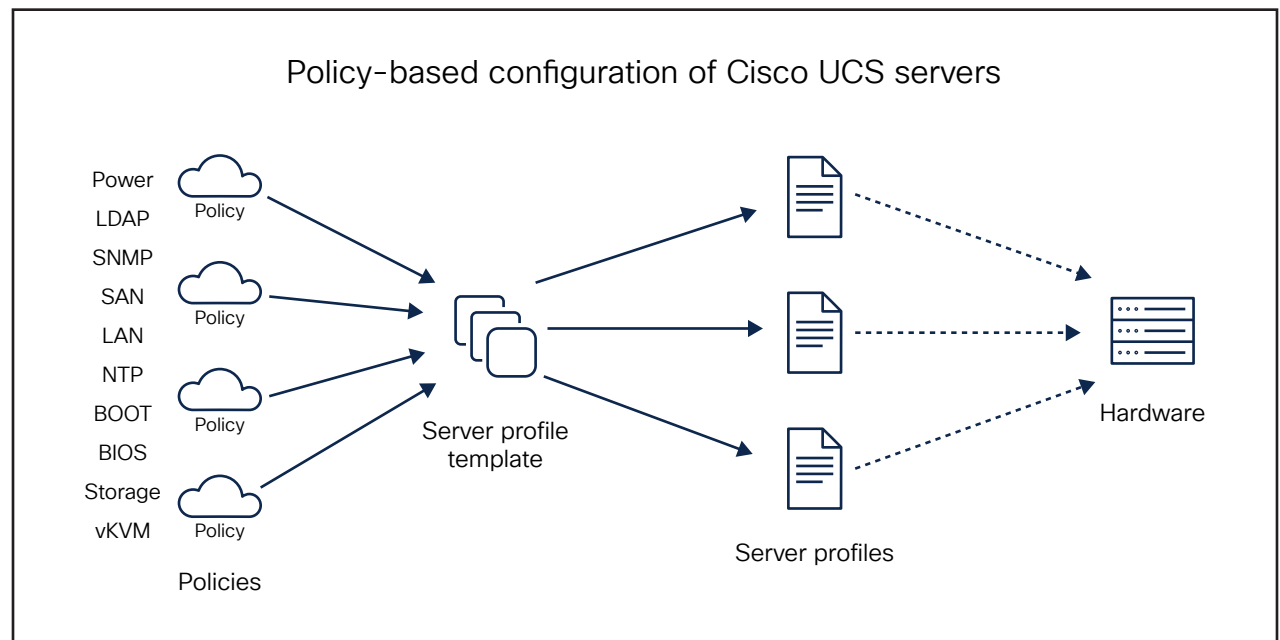 Policy-based configuration of Cisco UCS servers
Power
LDAP
SNMP
SAN
LAN
NTP
BOOT
BIOS
Storage
vKVM
Policy
Policy
Policy
Policy
Policies
Server profile
template
Server profiles
Hardware